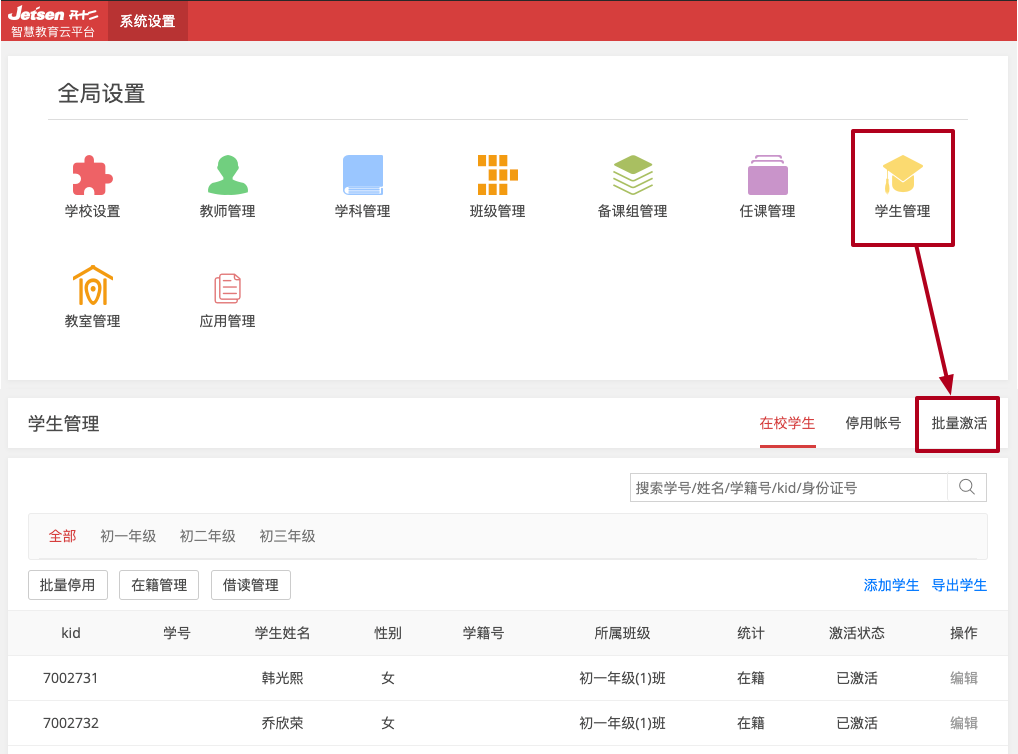 Jetsen 系统设置
智慧教育云平台
全局设置
学校设置 教师管理 学科管理 班级管理 备课组管理 任课管理 学生管理
教室管理 应用管理
学生管理 在校学生 停用帐号 批量激活
搜索学号/姓名/学籍号/kid/身份证号
全部 初一年级 初二年级 初三年级
批量停用 在籍管理 借读管理 添加学生 导出学生
kid 学号 学生姓名 性别 学籍号 所属班级 统计 激活状态 操作
7002731 韩光熙 女 初一年级(1)班 在籍 已激活 编辑
7002732 乔欣荣 女 初一年级(1)班 在籍 已激活 编辑